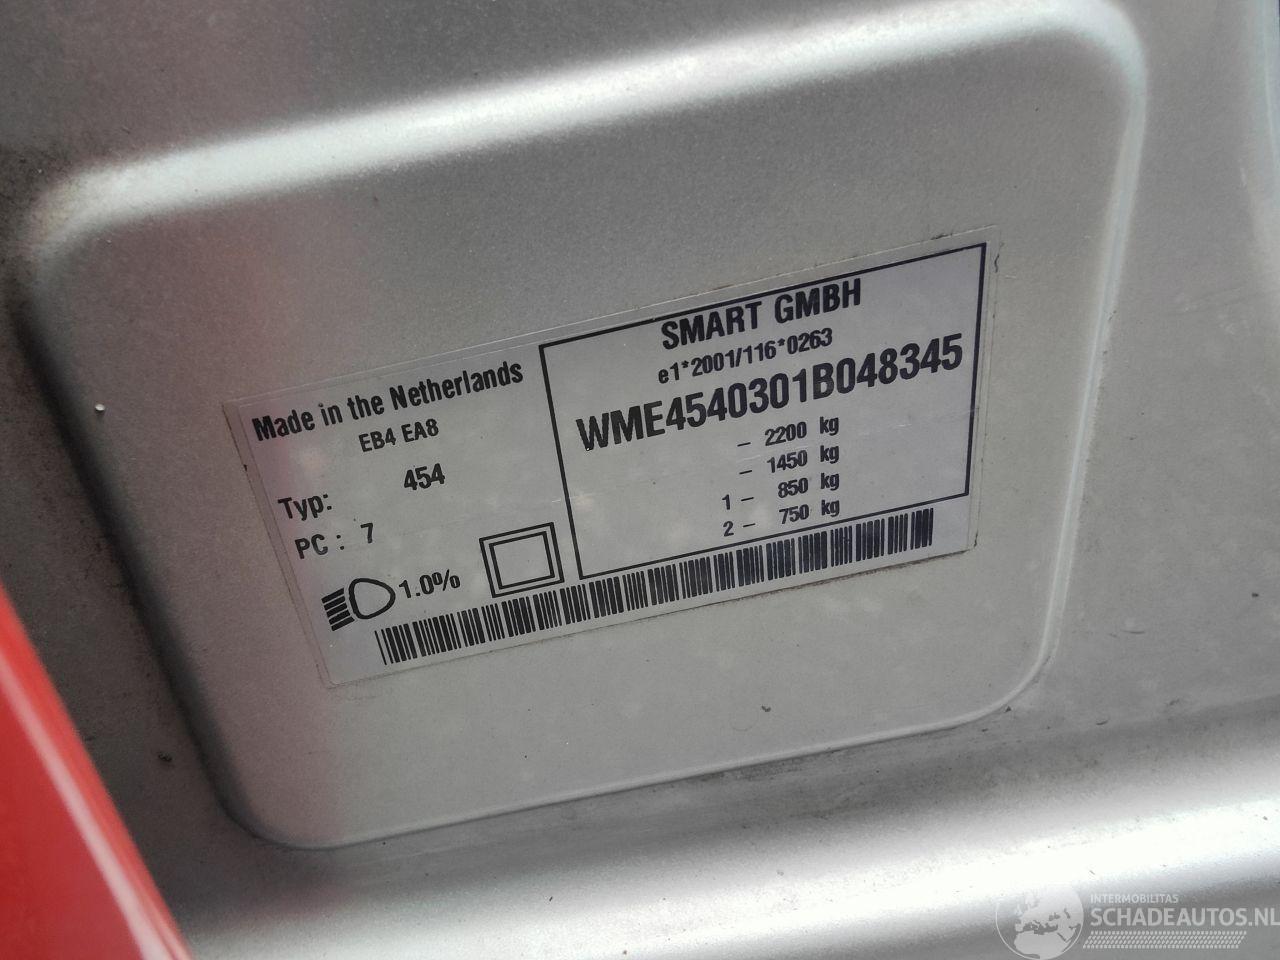 Made in the Netherlands
EB4 EA8
Typ: 454
PC : 7
1.0%
SMART GMBH
e1*2001/116*0263
WME4540301B048345
– 2200 kg
– 1450 kg
1 – 850 kg
2 – 750 kg
INTERMOBILITAS
SCHADEAUTOS.NL